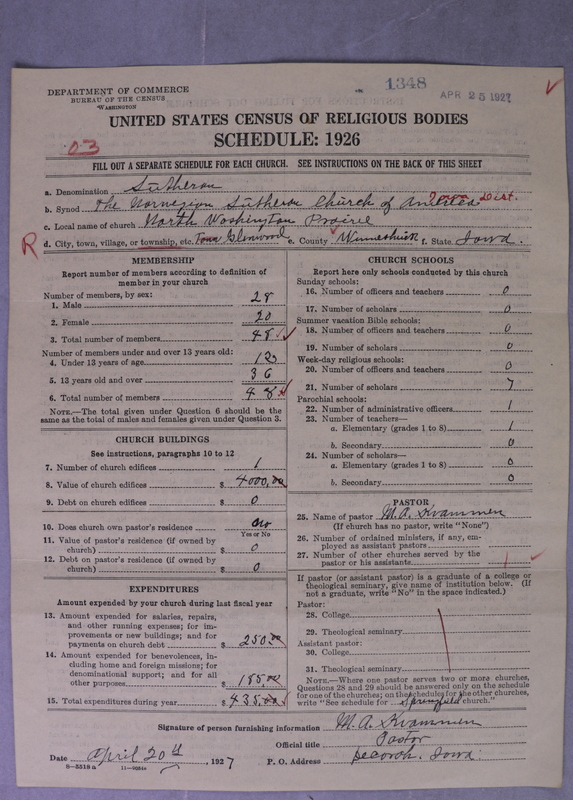 DEPARTMENT OF COMMERCE
BUREAU OF THE CENSUS
WASHINGTON
1348
APR 25 1927
UNITED STATES CENSUS OF RELIGIOUS BODIES
SCHEDULE: 1926
03
FILL OUT A SEPARATE SCHEDULE FOR EACH CHURCH. SEE INSTRUCTIONS ON THE BACK OF THIS SHEET
a. Denomination Lutheran
b. Synod The Norwegian Lutheran Church of America Iowa Dist.
c. Local name of church North Washington Prairie
R d. City, town, village, or township, etc. Glenwood e. County Winneshiek f. State Iowa.
MEMBERSHIP
Report number of members according to definition of
member in your church
Number of members, by sex:
1. Male 28
2. Female 20
3. Total number of members 48
Number of members under and over 13 years old:
4. Under 13 years of age 12
5. 13 years old and over 36
6. Total number of members 48
NOTE.—The total given under Question 6 should be the
same as the total of males and females given under Question 3.
CHURCH BUILDINGS
See instructions, paragraphs 10 to 12
7. Number of church edifices 1
8. Value of church edifices $ 4000,00
9. Debt on church edifices $ 0
10. Does church own pastor's residence no
Yes or No
11. Value of pastor's residence (if owned by
church) $ 0
12. Debt on pastor's residence (if owned by
church) $ 0
EXPENDITURES
Amount expended by your church during last fiscal year
13. Amount expended for salaries, repairs,
and other running expenses; for im-
provements or new buildings; and for
payments on church debt $ 250.00
14. Amount expended for benevolences, in-
cluding home and foreign missions; for
denominational support; and for all
other purposes $ 185.00
15. Total expenditures during year $ 435.00
CHURCH SCHOOLS
Report here only schools conducted by this church
Sunday schools:
16. Number of officers and teachers 0
17. Number of scholars 0
Summer vacation Bible schools:
18. Number of officers and teachers 0
19. Number of scholars 0
Week-day religious schools:
20. Number of officers and teachers 0
21. Number of scholars 7
Parochial schools:
22. Number of administrative officers 1
23. Number of teachers—
a. Elementary (grades 1 to 8) 1
b. Secondary 0
24. Number of scholars—
a. Elementary (grades 1 to 8) 0
b. Secondary 0
PASTOR
25. Name of pastor M. A. Kvammen
(If church has no pastor, write "None")
26. Number of ordained ministers, if any, em-
ployed as assistant pastors
27. Number of other churches served by the
pastor or his assistants 1
If pastor (or assistant pastor) is a graduate of a college or
theological seminary, give name of institution below. (If
not a graduate, write "No" in the space indicated.)
Pastor:
28. College
29. Theological seminary
Assistant pastor:
30. College
31. Theological seminary
NOTE.—Where one pastor serves two or more churches,
Questions 28 and 29 should be answered only on the schedule
for one of the churches; on the schedules for the other churches,
write "See schedule for Springfield church."
Signature of person furnishing information M. A. Kvammen
Official title Pastor
Date April 20th, 1927 P. O. Address Decorah, Iowa.
8-5518a